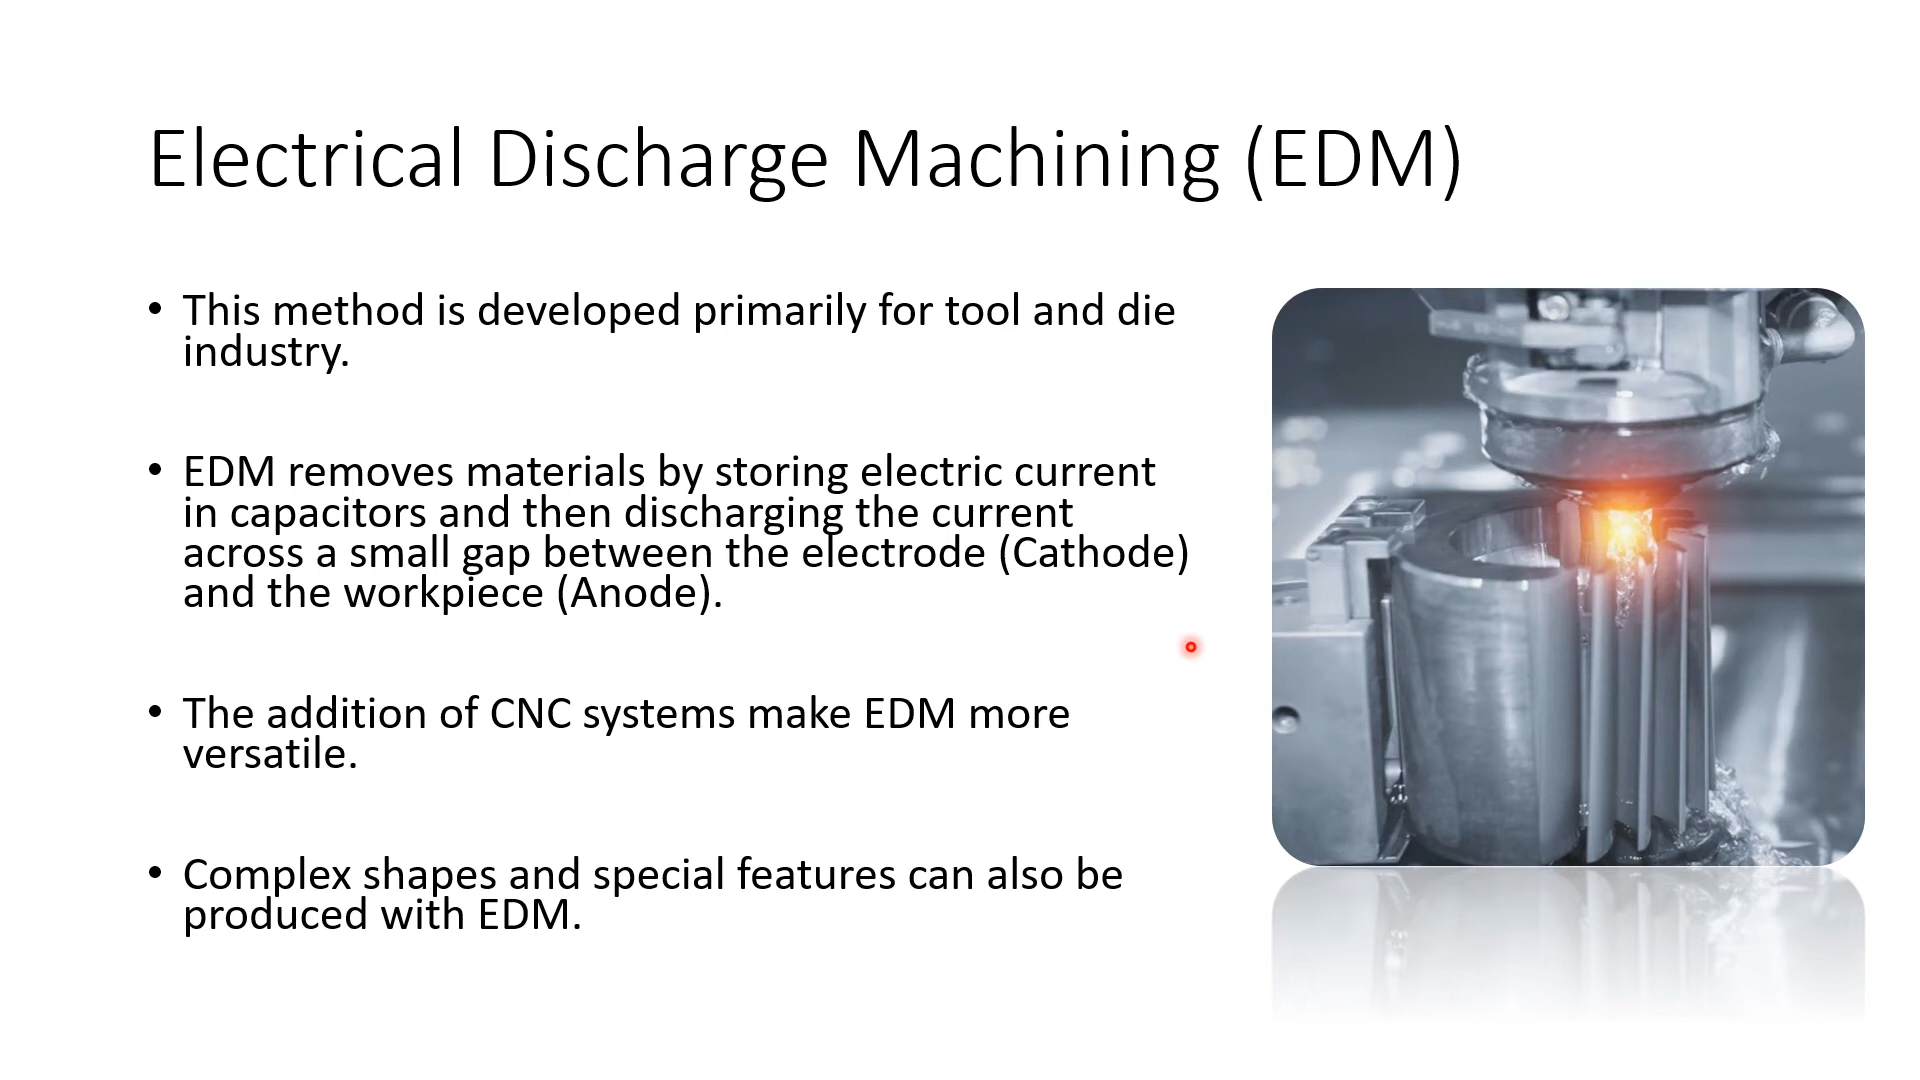 Electrical Discharge Machining (EDM)
• This method is developed primarily for tool and die
industry.
• EDM removes materials by storing electric current
in capacitors and then discharging the current
across a small gap between the electrode (Cathode)
and the workpiece (Anode).
• The addition of CNC systems make EDM more
versatile.
• Complex shapes and special features can also be
produced with EDM.